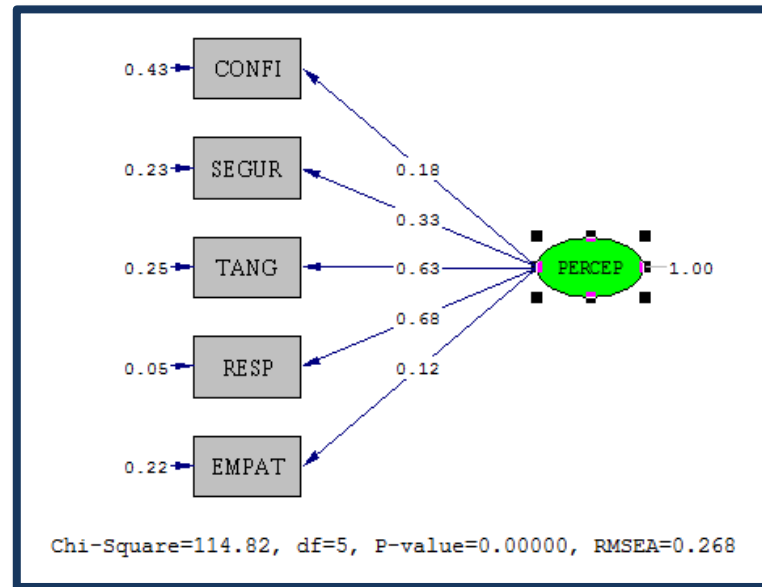 0.43 CONFI
0.18
0.23 SEGUR
0.33
0.25 TANG 0.63 PERCEP 1.00
0.68
0.05 RESP
0.12
0.22 EMPAT
Chi-Square=114.82, df=5, P-value=0.00000, RMSEA=0.268